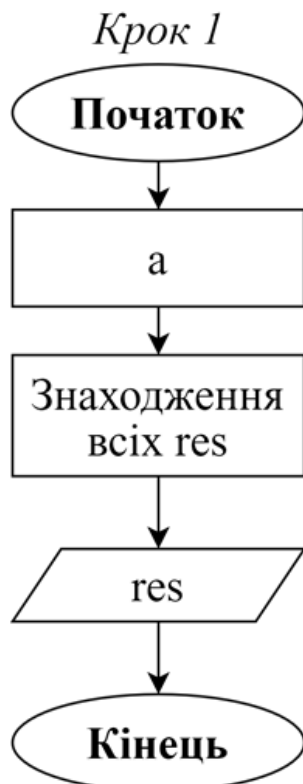 Крок 1
Початок
a
Знаходження
всіх res
res
Кінець